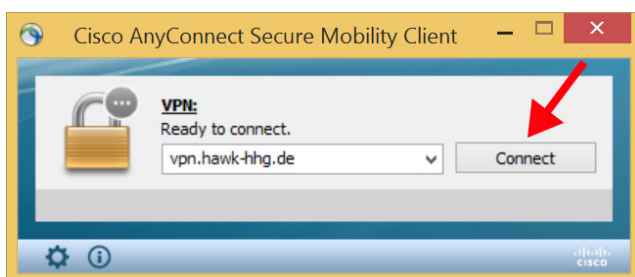 Cisco AnyConnect Secure Mobility Client
VPN:
Ready to connect.
vpn.hawk-hhg.de
Connect
CISCO